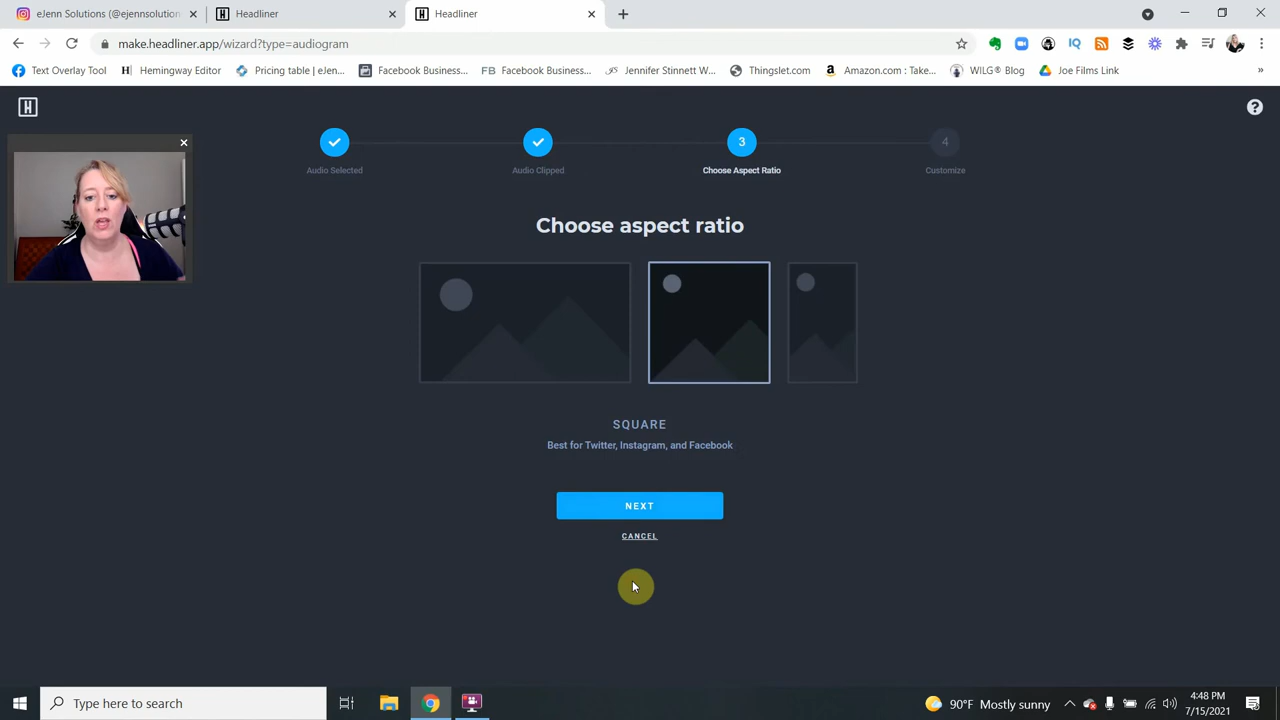 eJenn Solutions (@ejennsolution
Headliner
Headliner
make.headliner.app/wizard?type=audiogram
Text Overlay Tool
Hemingway Editor
Pricing table | eJen...
Facebook Business...
FB Facebook Business...
Jennifer Stinnett W...
Thingslet.com
Amazon.com : Take...
WILG® Blog
Joe Films Link
»
H
?
3
4
Audio Selected
Audio Clipped
Choose Aspect Ratio
Customize
Choose aspect ratio
SQUARE
Best for Twitter, Instagram, and Facebook
NEXT
CANCEL
Type here to search
90°F Mostly sunny
4:48 PM
7/15/2021